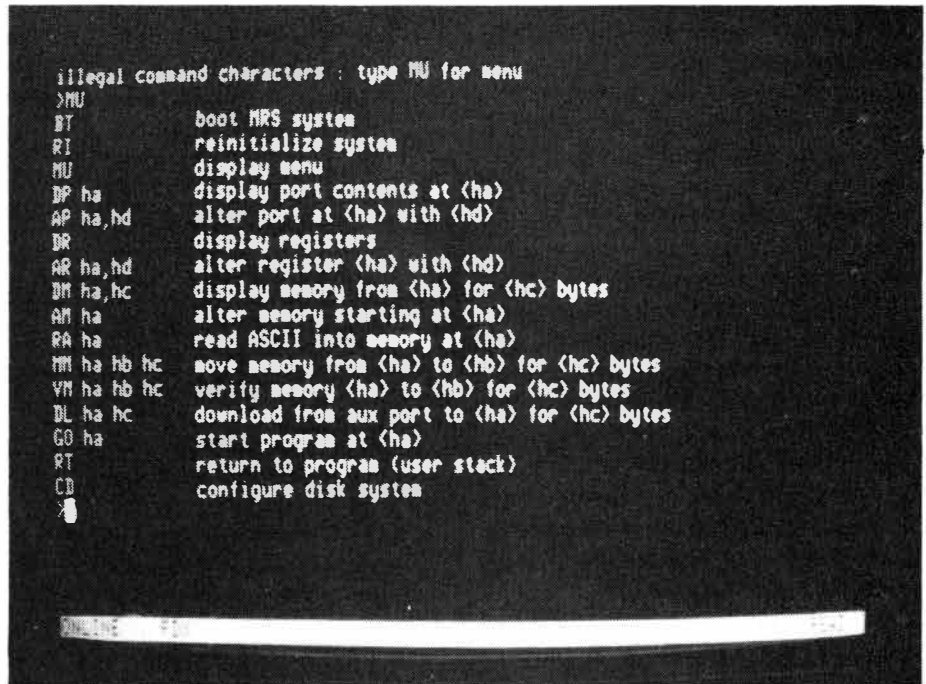 illegal command characters : type MU for menu
>MU
BT boot MRS system
RI reinitialize system
MU display menu
DP ha display port contents at <ha>
AP ha,hd alter port at <ha> with <hd>
DR display registers
AR ha,hd alter register <ha> with <hd>
DM ha,hc display memory from <ha> for <hc> bytes
AM ha alter memory starting at <ha>
RA ha read ASCII into memory at <ha>
MM ha hb hc move memory from <ha> to <hb> for <hc> bytes
VM ha hb hc verify memory <ha> to <hb> for <hc> bytes
DL ha hc download from aux port to <ha> for <hc> bytes
GO ha start program at <ha>
RT return to program (user stack)
CD configure disk system
>
ONLINE